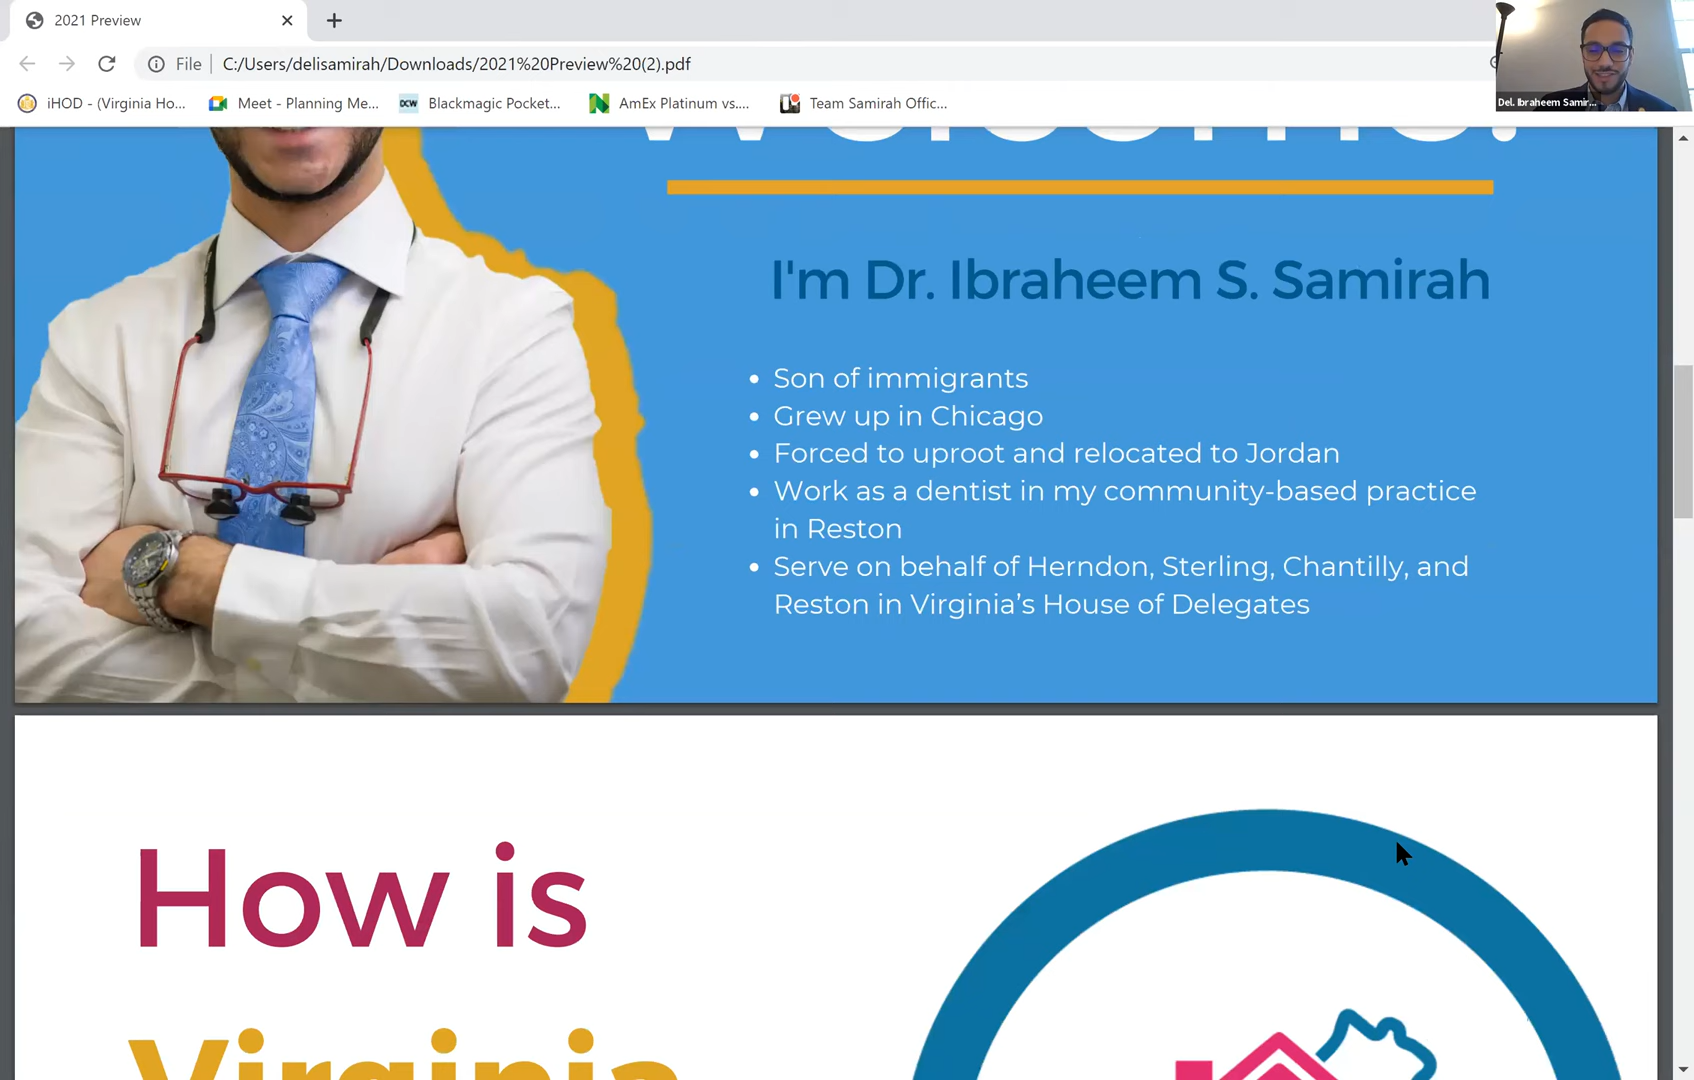 2021 Preview
File
C:/Users/delisamirah/Downloads/2021%20Preview%20(2).pdf
iHOD - (Virginia Ho...
Meet - Planning Me...
DCW
Blackmagic Pocket...
AmEx Platinum vs....
Team Samirah Offic...
Del. Ibraheem Samir...
Welcome!
I'm Dr. Ibraheem S. Samirah
• Son of immigrants
• Grew up in Chicago
• Forced to uproot and relocated to Jordan
• Work as a dentist in my community-based practice
in Reston
• Serve on behalf of Herndon, Sterling, Chantilly, and
Reston in Virginia’s House of Delegates
How is
Virginia